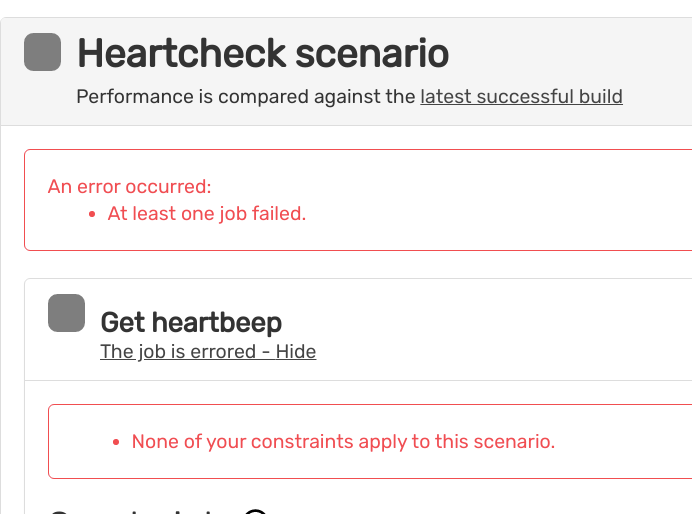 Heartcheck scenario
Performance is compared against the latest successful build
An error occurred:
At least one job failed.
Get heartbeep
The job is errored - Hide
None of your constraints apply to this scenario.